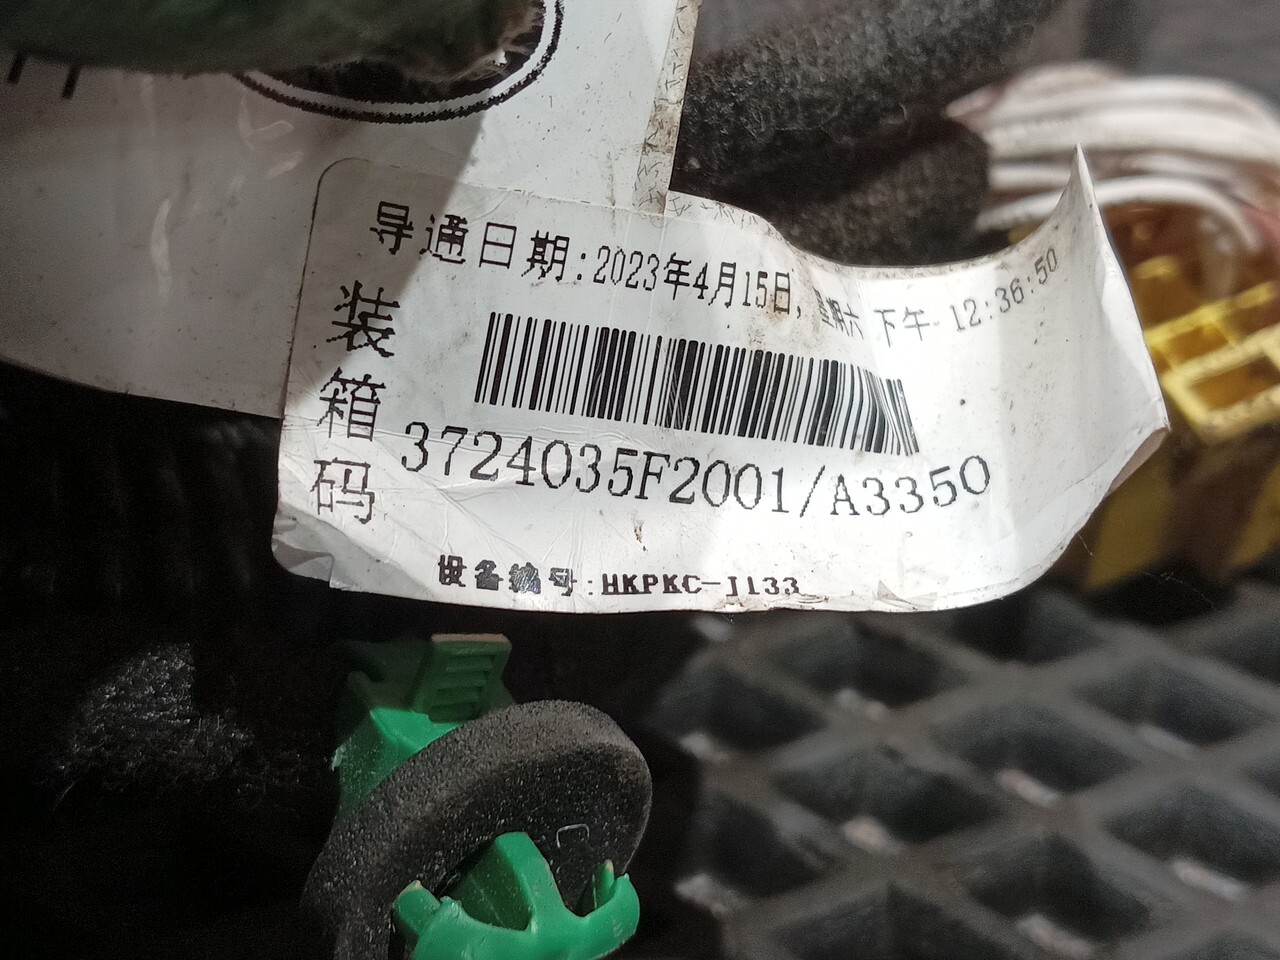 导通日期:2023年4月15日, 星期六 下午 12:36:50
装箱码
3724035F2001/A3350
设备编号:HKPKC-J133